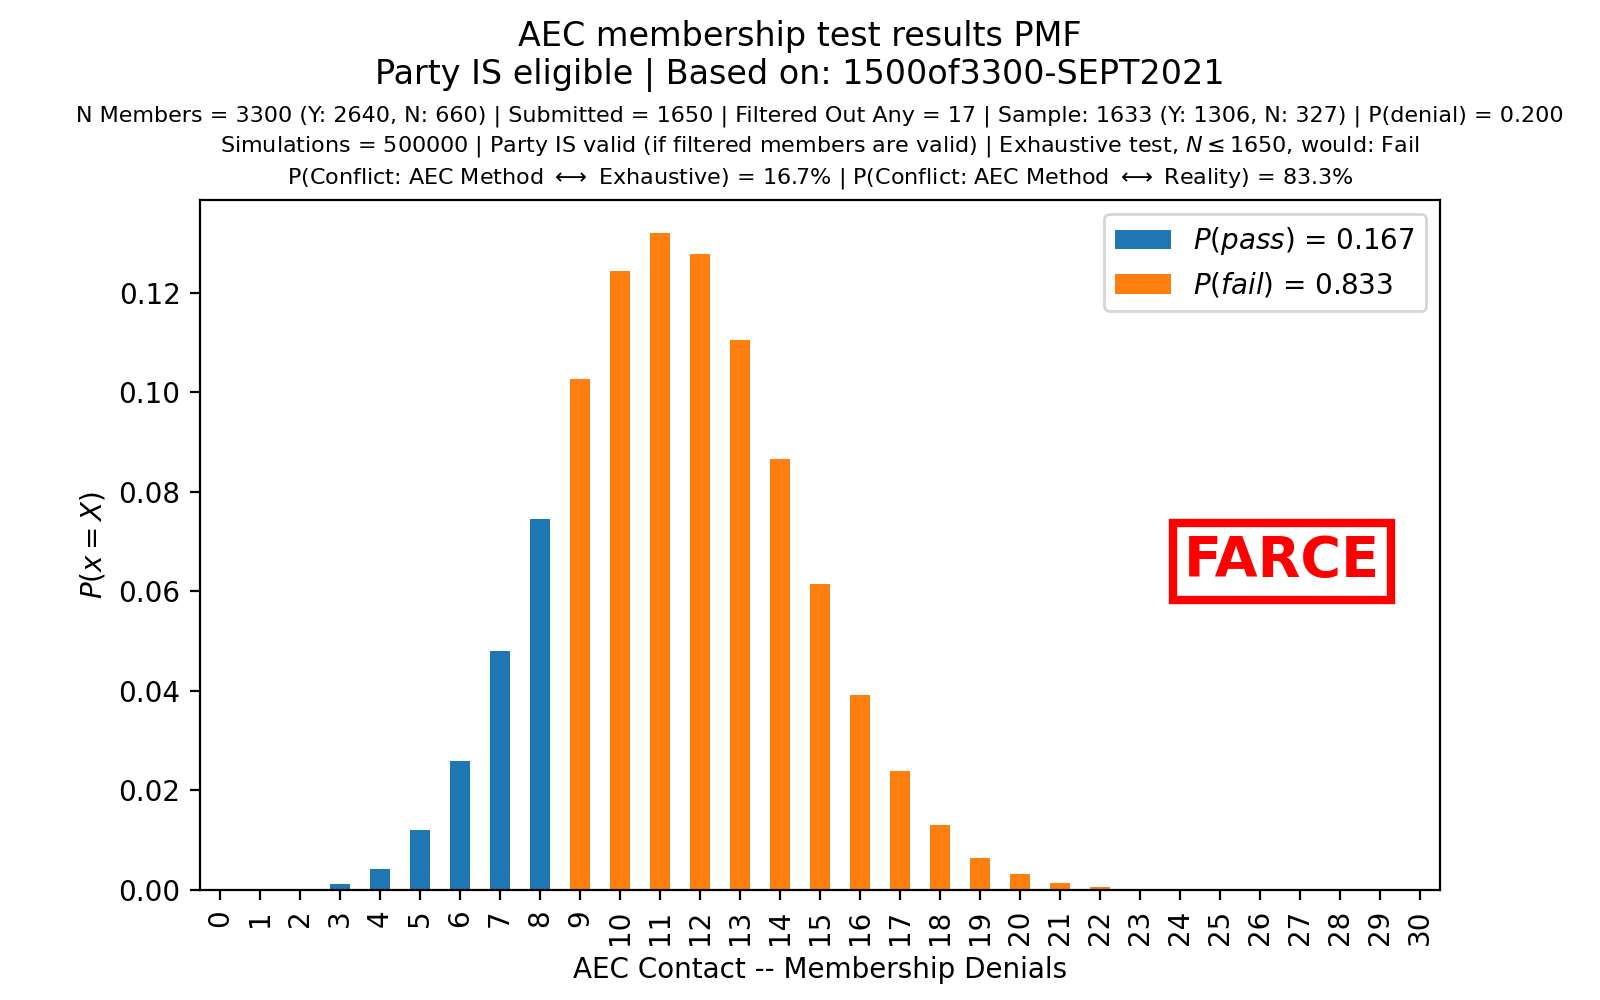 AEC membership test results PMF
Party IS eligible | Based on: 1500of3300-SEPT2021
N Members = 3300 (Y: 2640, N: 660) | Submitted = 1650 | Filtered Out Any = 17 | Sample: 1633 (Y: 1306, N: 327) | P(denial) = 0.200
Simulations = 500000 | Party IS valid (if filtered members are valid) | Exhaustive test, N ≤ 1650, would: Fail
P(Conflict: AEC Method ⟷ Exhaustive) = 16.7% | P(Conflict: AEC Method ⟷ Reality) = 83.3%
P(pass) = 0.167
P(fail) = 0.833
0.12
0.10
0.08
0.06
0.04
0.02
0.00
P(x = X)
FARCE
0 1 2 3 4 5 6 7 8 9 10 11 12 13 14 15 16 17 18 19 20 21 22 23 24 25 26 27 28 29 30
AEC Contact -- Membership Denials